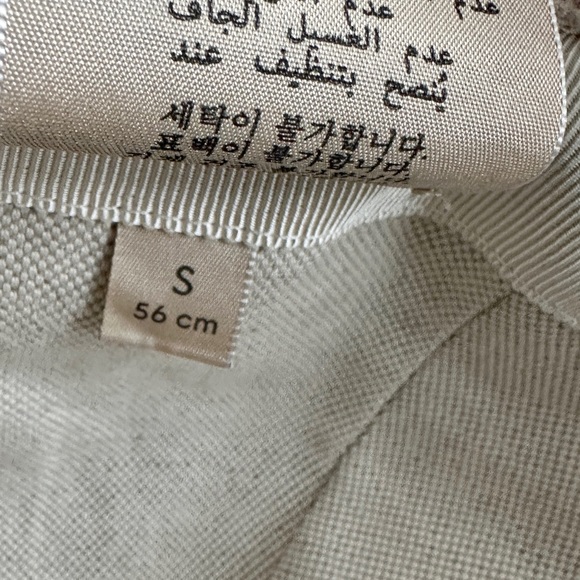 عدم الغسيل الجاف
يُنصح بتنظيف عند
세탁이 불가합니다.
표백이 불가합니다.
S
56 cm